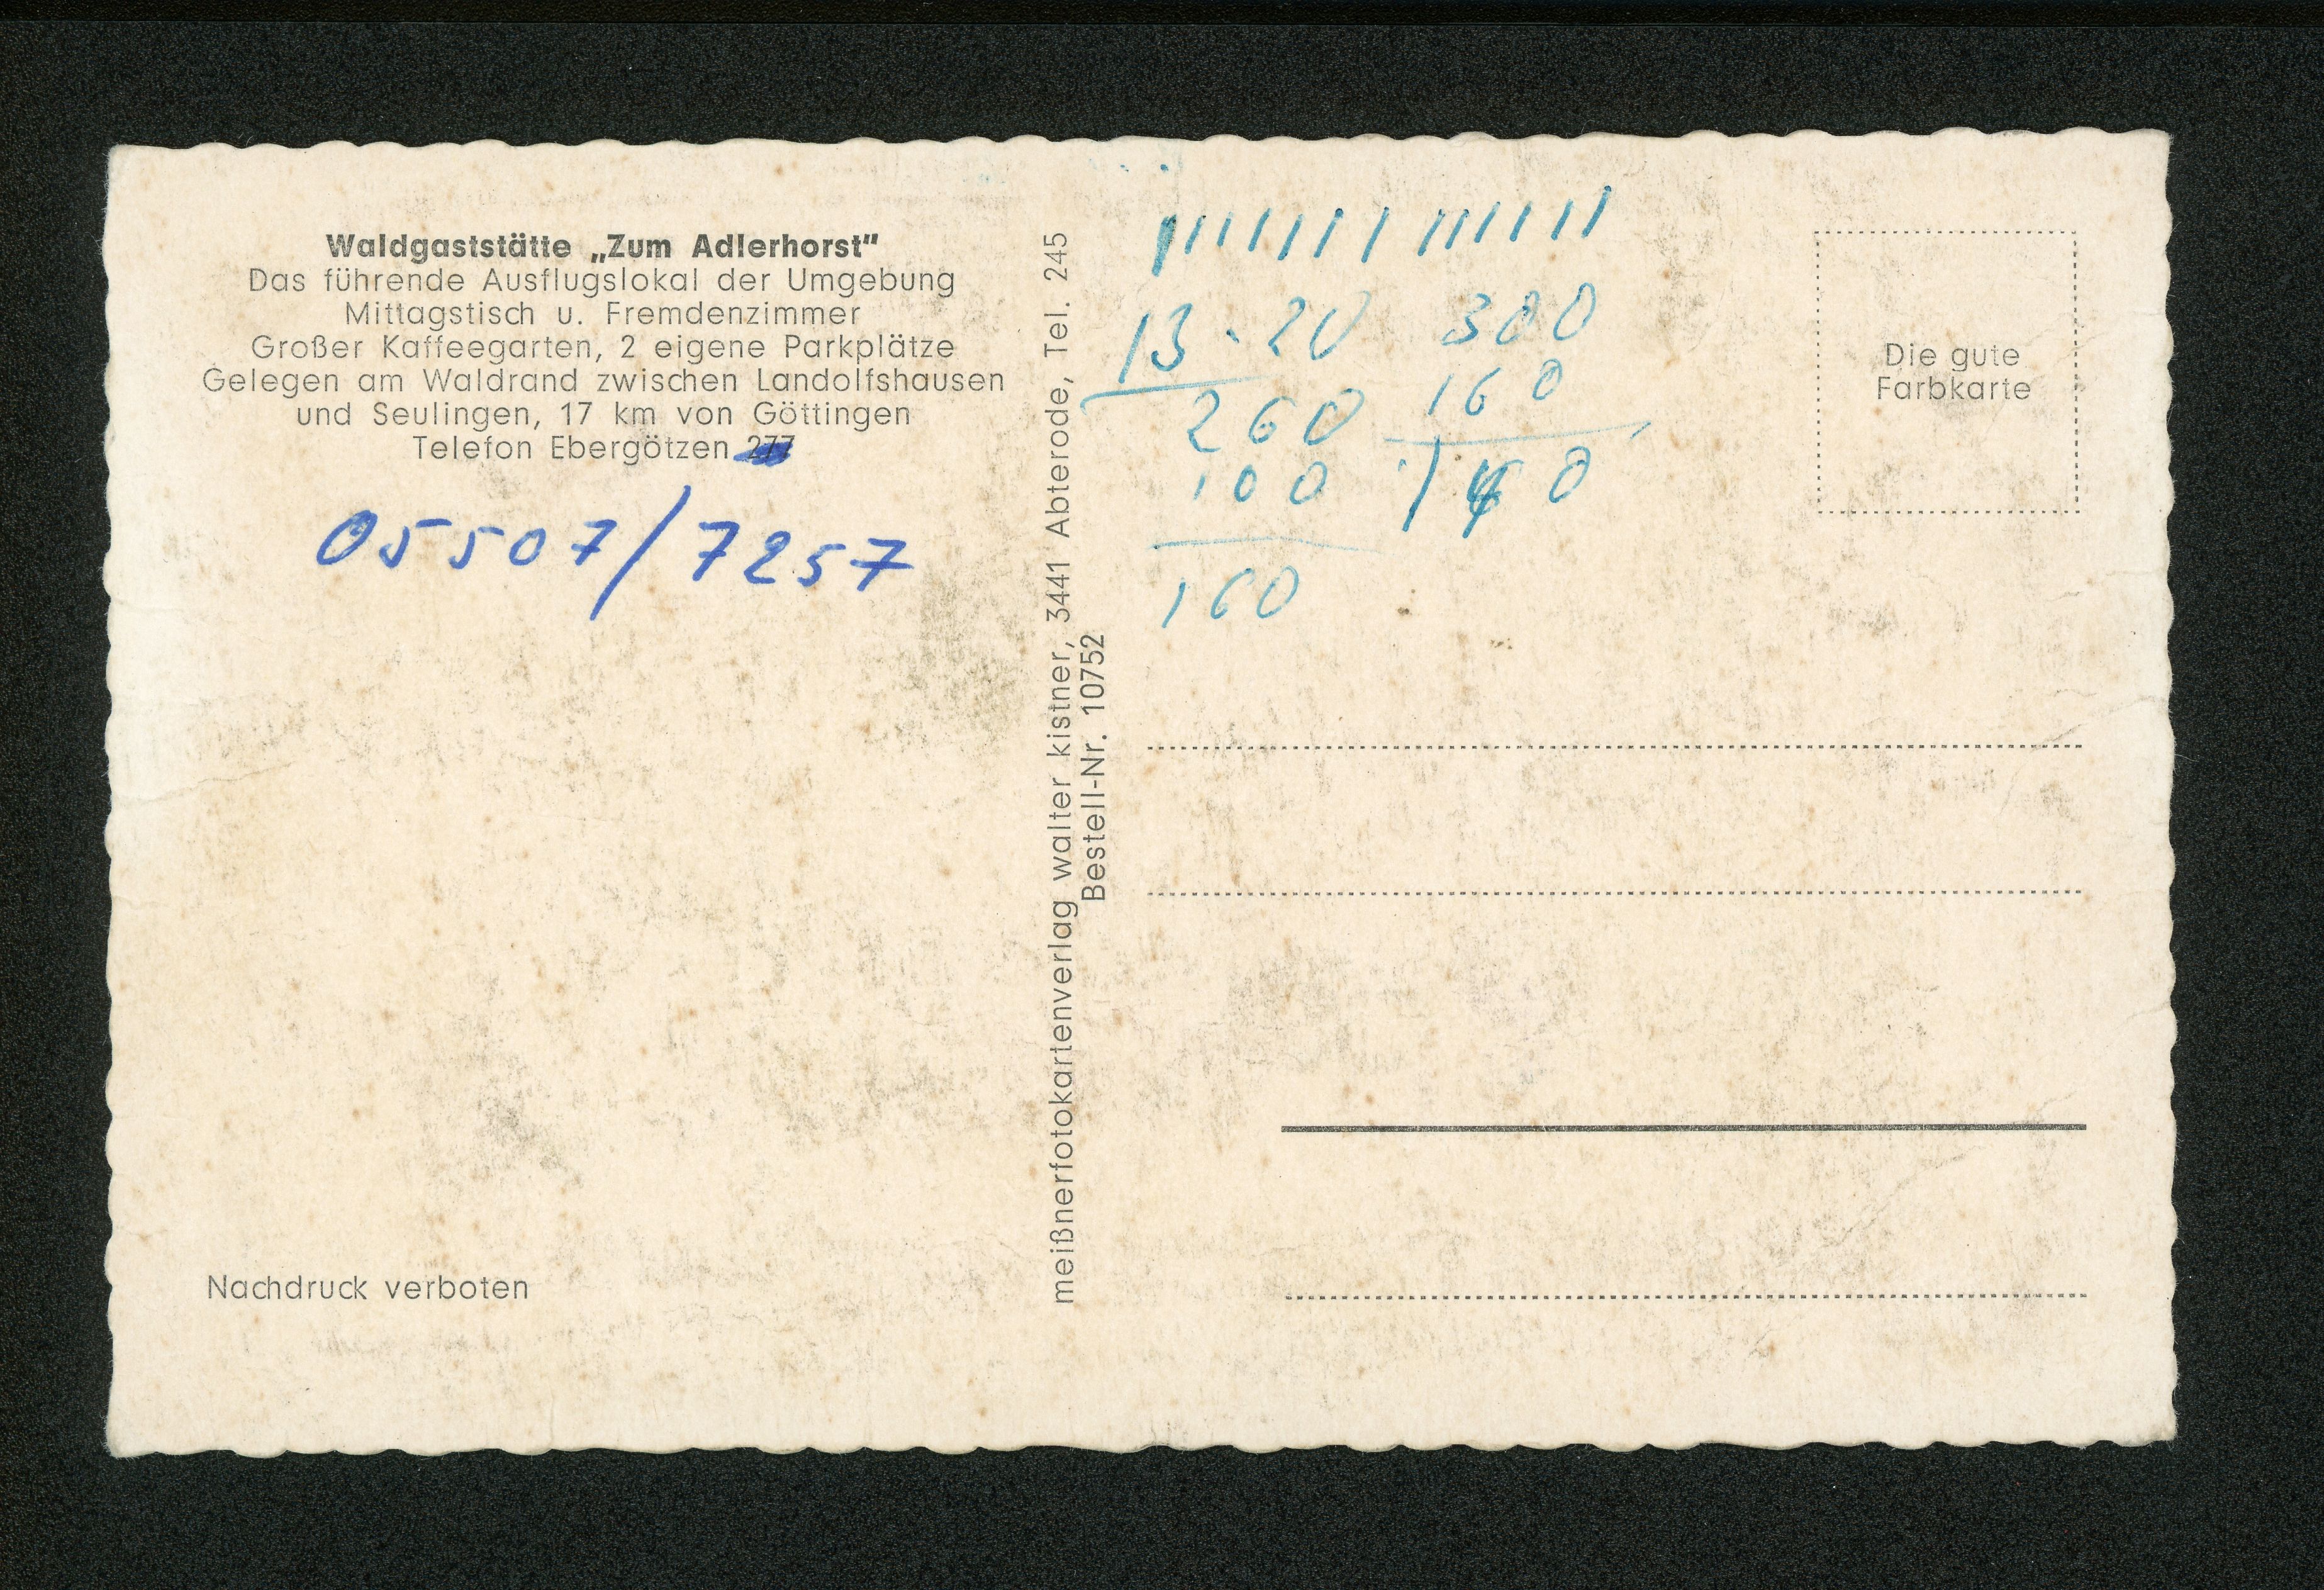 Waldgaststätte „Zum Adlerhorst"
Das führende Ausflugslokal der Umgebung
Mittagstisch u. Fremdenzimmer
Großer Kaffeegarten, 2 eigene Parkplätze
Gelegen am Waldrand zwischen Landolfshausen
und Seulingen, 17 km von Göttingen
Telefon Ebergötzen 277
05507/7257
Nachdruck verboten
meißnerfotokartenverlag walter kistner, 3441 Abterode, Tel. 245
Bestell-Nr. 10752
13 · 20
260
100
160
300
160
140
Die gute
Farbkarte